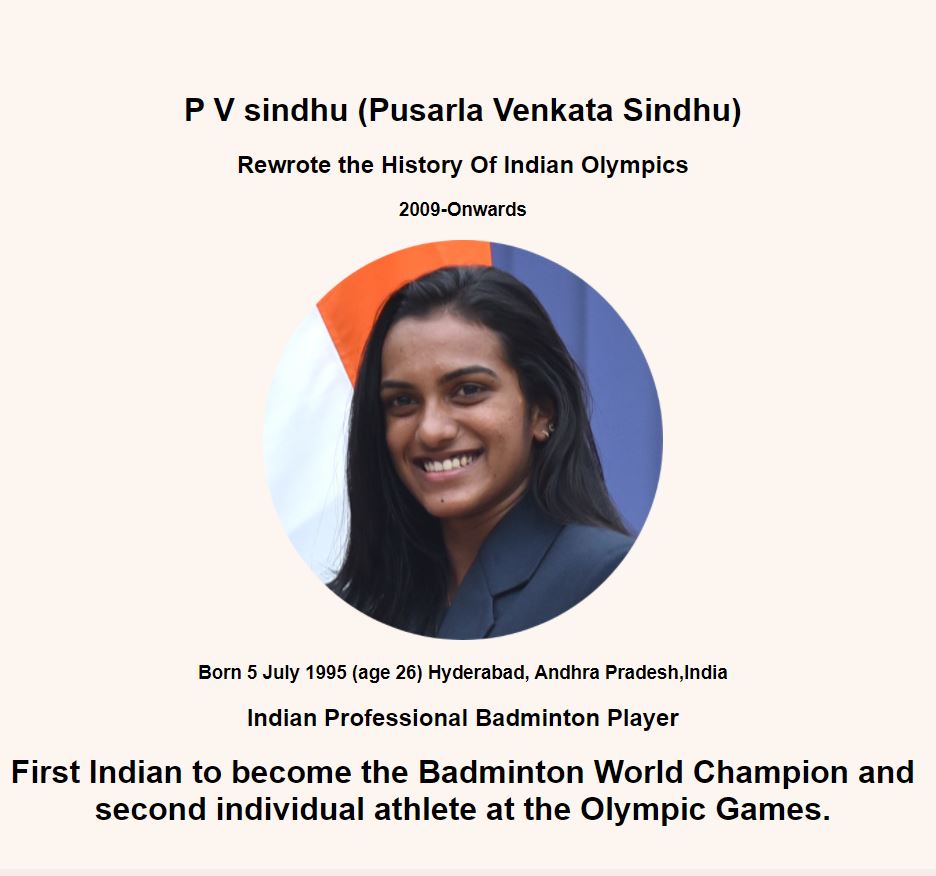 P V sindhu (Pusarla Venkata Sindhu)
Rewrote the History Of Indian Olympics
2009-Onwards
Born 5 July 1995 (age 26) Hyderabad, Andhra Pradesh,India
Indian Professional Badminton Player
First Indian to become the Badminton World Champion and
second individual athlete at the Olympic Games.